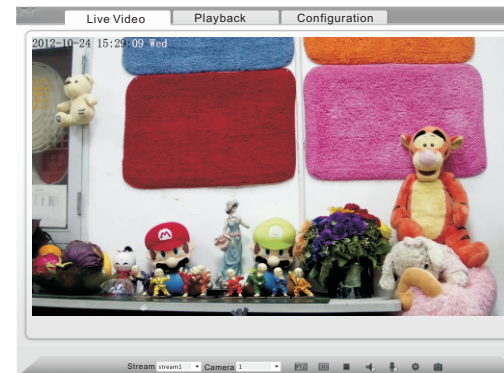 Live Video
Playback
Configuration
2012-10-24 15:29:09 Wed
M
L
Stream stream1 Camera 1